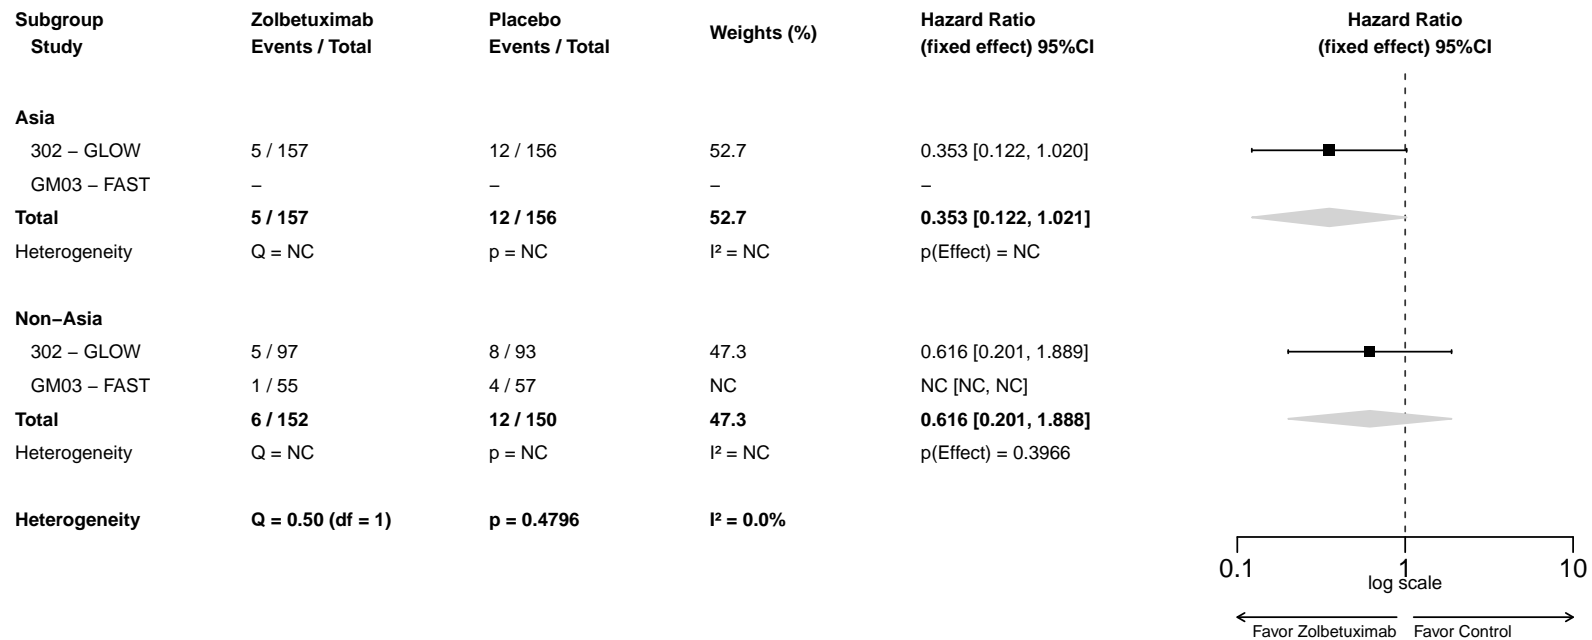 Subgroup Zolbetuximab Placebo Weights (%) Hazard Ratio Hazard Ratio
Study Events / Total Events / Total (fixed effect) 95%CI (fixed effect) 95%CI
Asia
302 − GLOW 5 / 157 12 / 156 52.7 0.353 [0.122, 1.020]
GM03 − FAST − − − −
Total 5 / 157 12 / 156 52.7 0.353 [0.122, 1.021]
Heterogeneity Q = NC p = NC I² = NC p(Effect) = NC
Non−Asia
302 − GLOW 5 / 97 8 / 93 47.3 0.616 [0.201, 1.889]
GM03 − FAST 1 / 55 4 / 57 NC NC [NC, NC]
Total 6 / 152 12 / 150 47.3 0.616 [0.201, 1.888]
Heterogeneity Q = NC p = NC I² = NC p(Effect) = 0.3966
Heterogeneity Q = 0.50 (df = 1) p = 0.4796 I² = 0.0%
0.1 1 10
log scale
Favor Zolbetuximab Favor Control